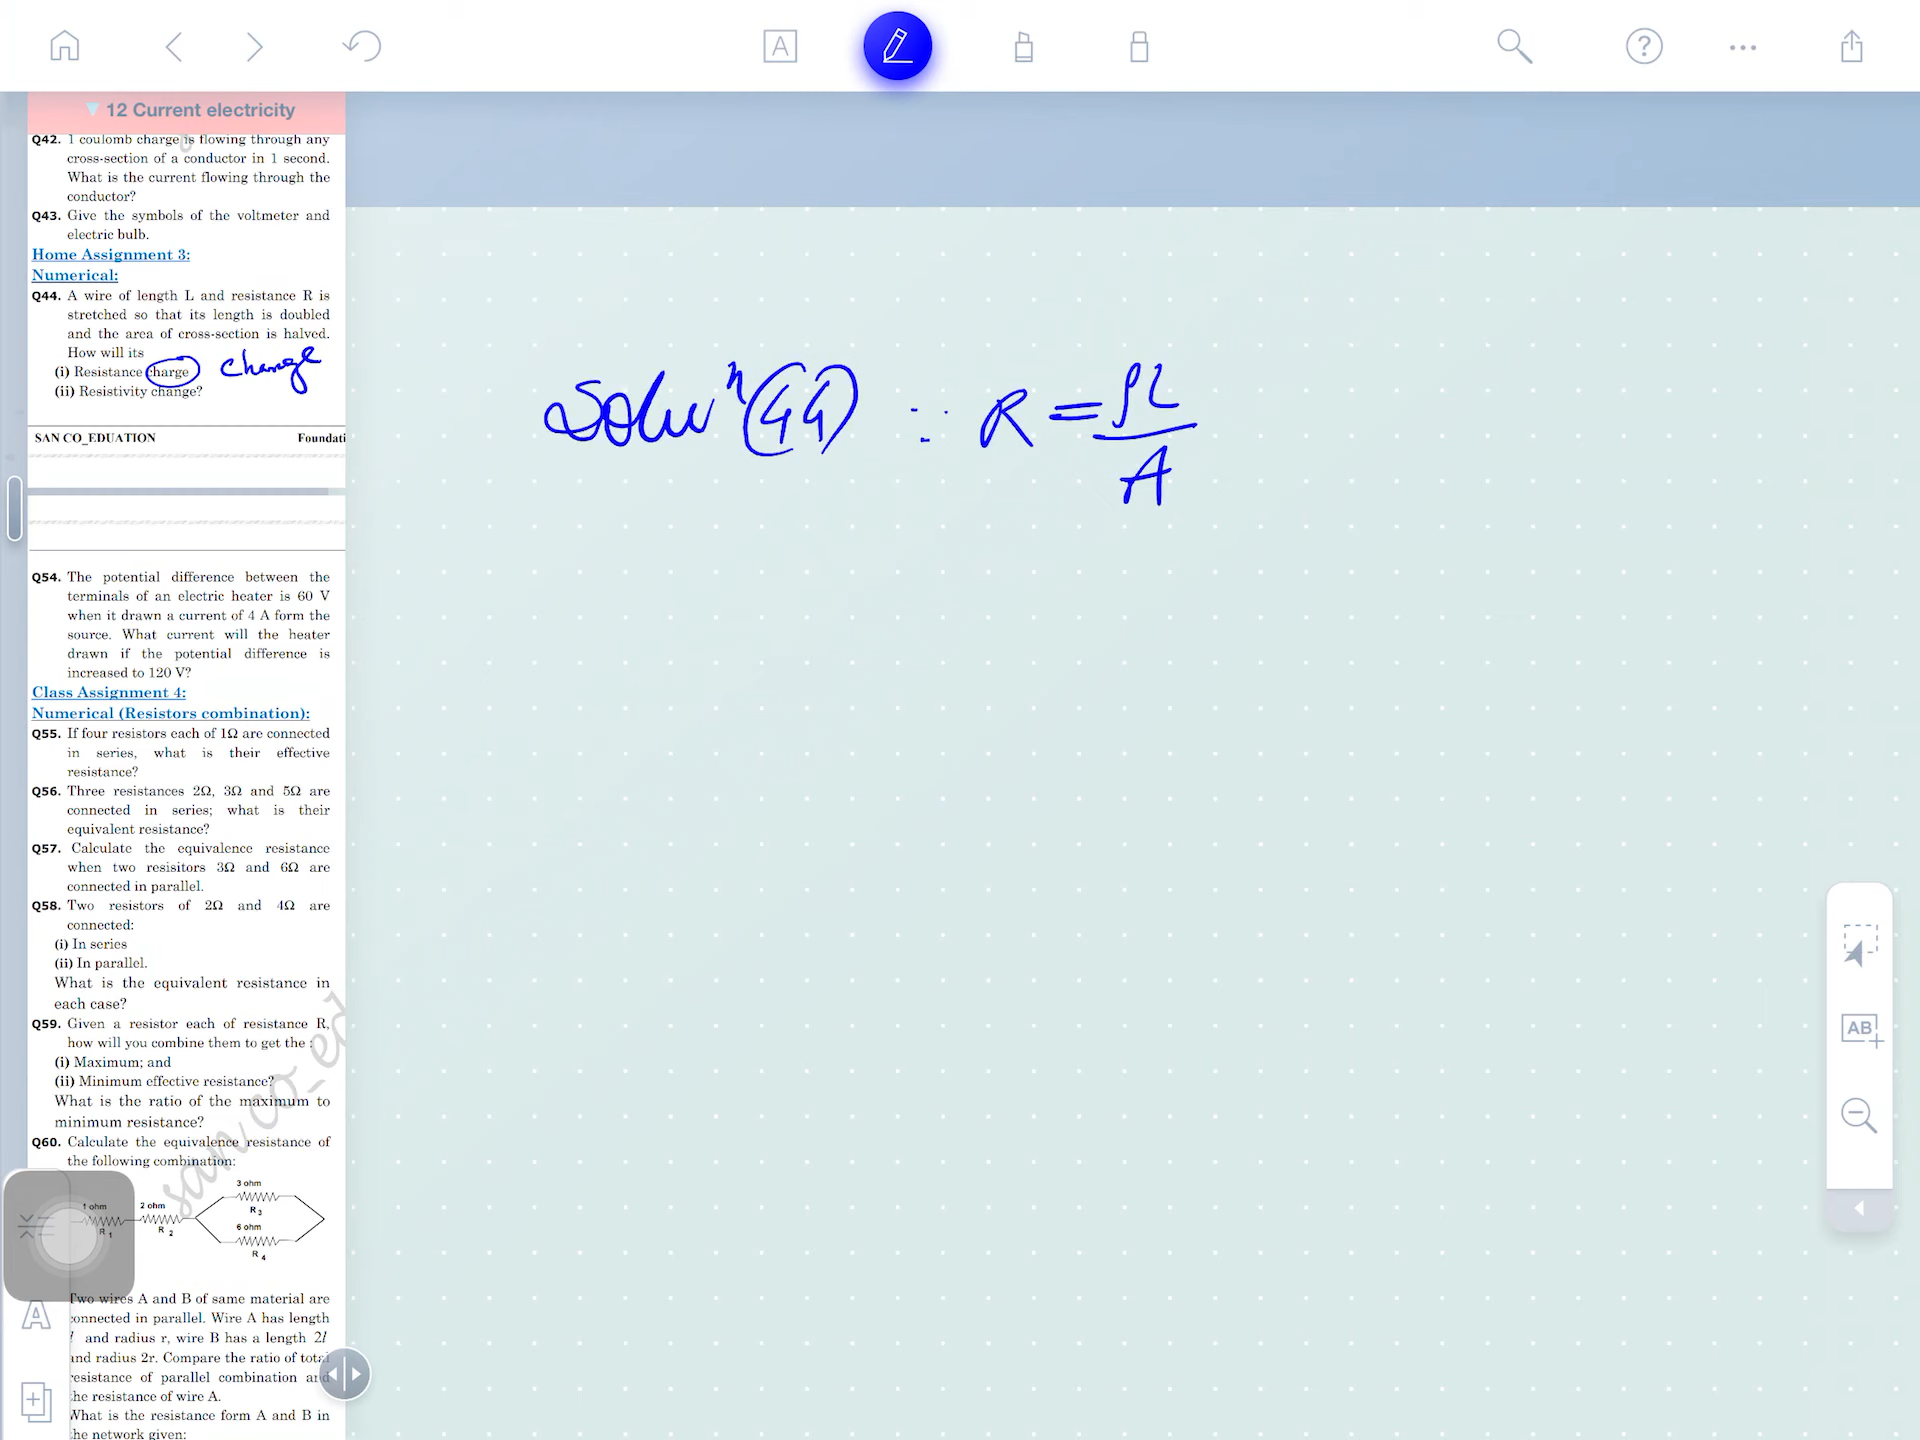 12 Current electricity
Q42. 1 coulomb charge is flowing through any
cross-section of a conductor in 1 second.
What is the current flowing through the
conductor?
Q43. Give the symbols of the voltmeter and
electric bulb.
Home Assignment 3:
Numerical:
Q44. A wire of length L and resistance R is
stretched so that its length is doubled
and the area of cross-section is halved.
How will its
(i) Resistance charge change
(ii) Resistivity change?
SAN CO_EDUATION Foundati
Q54. The potential difference between the
terminals of an electric heater is 60 V
when it drawn a current of 4 A form the
source. What current will the heater
drawn if the potential difference is
increased to 120 V?
Class Assignment 4:
Numerical (Resistors combination):
Q55. If four resistors each of 1Ω are connected
in series, what is their effective
resistance?
Q56. Three resistances 2Ω, 3Ω and 5Ω are
connected in series; what is their
equivalent resistance?
Q57. Calculate the equivalence resistance
when two resisitors 3Ω and 6Ω are
connected in parallel.
Q58. Two resistors of 2Ω and 4Ω are
connected:
(i) In series
(ii) In parallel.
What is the equivalent resistance in
each case?
Q59. Given a resistor each of resistance R,
how will you combine them to get the :
(i) Maximum; and
(ii) Minimum effective resistance?
What is the ratio of the maximum to
minimum resistance?
Q60. Calculate the equivalence resistance of
the following combination:
3 ohm
R 3
1 ohm 2 ohm
R 1 R 2
6 ohm
R 4
Two wires A and B of same material are
connected in parallel. Wire A has length
l and radius r, wire B has a length 2l
and radius 2r. Compare the ratio of total
resistance of parallel combination and
the resistance of wire A.
What is the resistance form A and B in
the network given:
san co_ed
A
A
AB
Soluⁿ(44) :- R = ρL
A